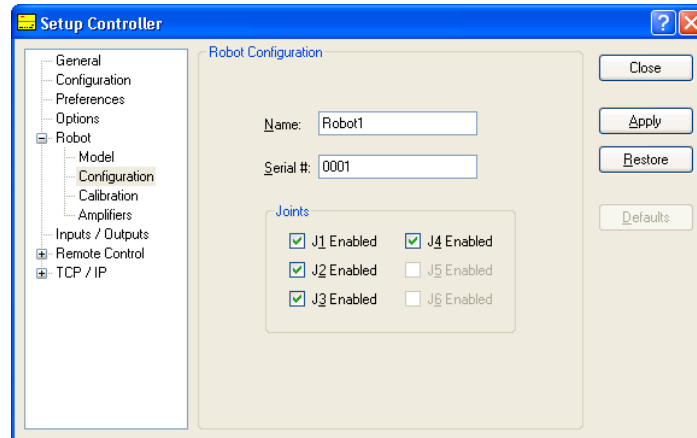 Setup Controller
General
Configuration
Preferences
Options
Robot
Model
Configuration
Calibration
Amplifiers
Inputs / Outputs
Remote Control
TCP / IP
Robot Configuration
Name: Robot1
Serial #: 0001
Joints
J1 Enabled J4 Enabled
J2 Enabled J5 Enabled
J3 Enabled J6 Enabled
Close
Apply
Restore
Defaults